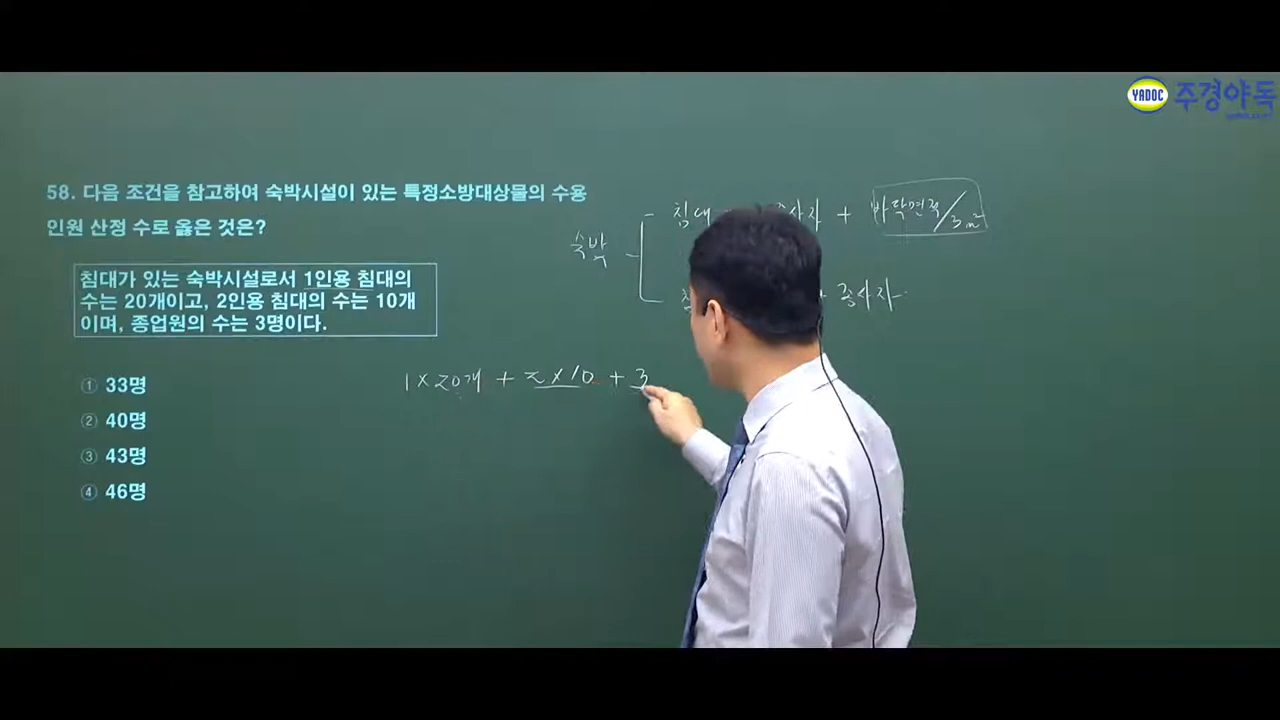 YADOC 주경야독
58. 다음 조건을 참고하여 숙박시설이 있는 특정소방대상물의 수용
인원 산정 수로 옳은 것은?
침대가 있는 숙박시설로서 1인용 침대의
수는 20개이고, 2인용 침대의 수는 10개
이며, 종업원의 수는 3명이다.
① 33명
② 40명
③ 43명
④ 46명
숙박
- 침대 종사자 + 바닥면적/3m²
종사자
1×20개 + 2×10 + 3